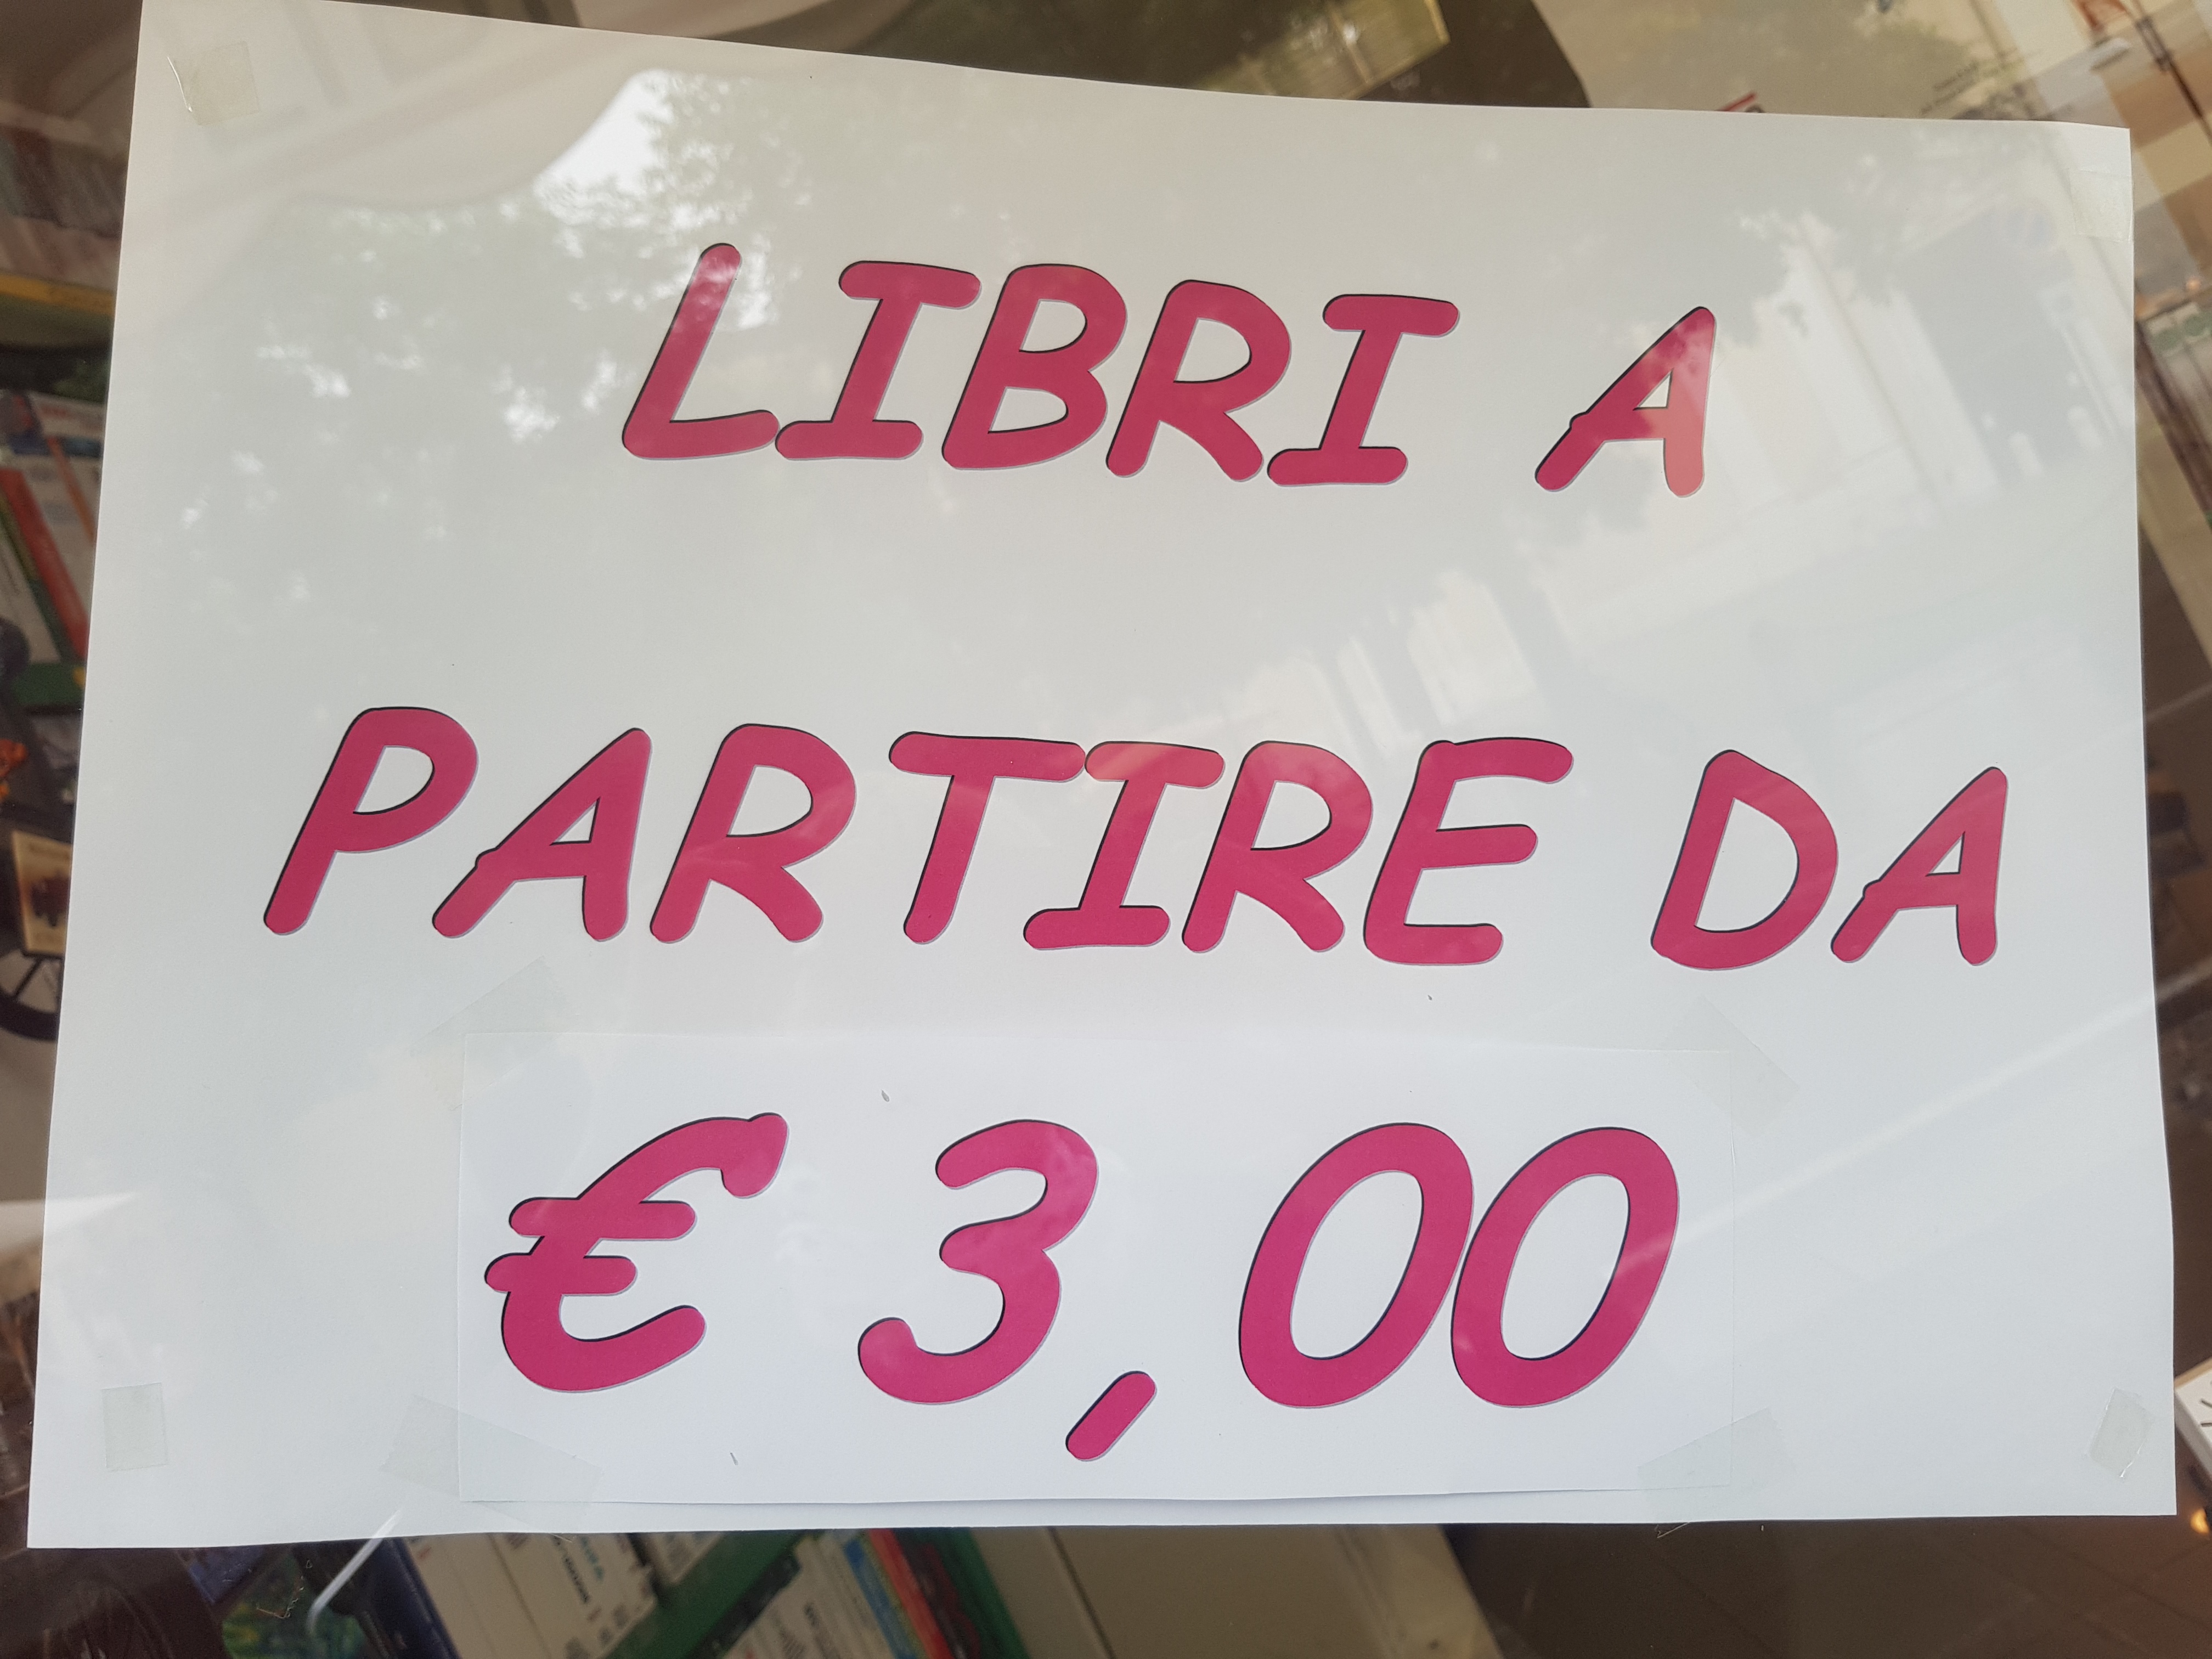 LIBRI A
PARTIRE DA
€ 3,00